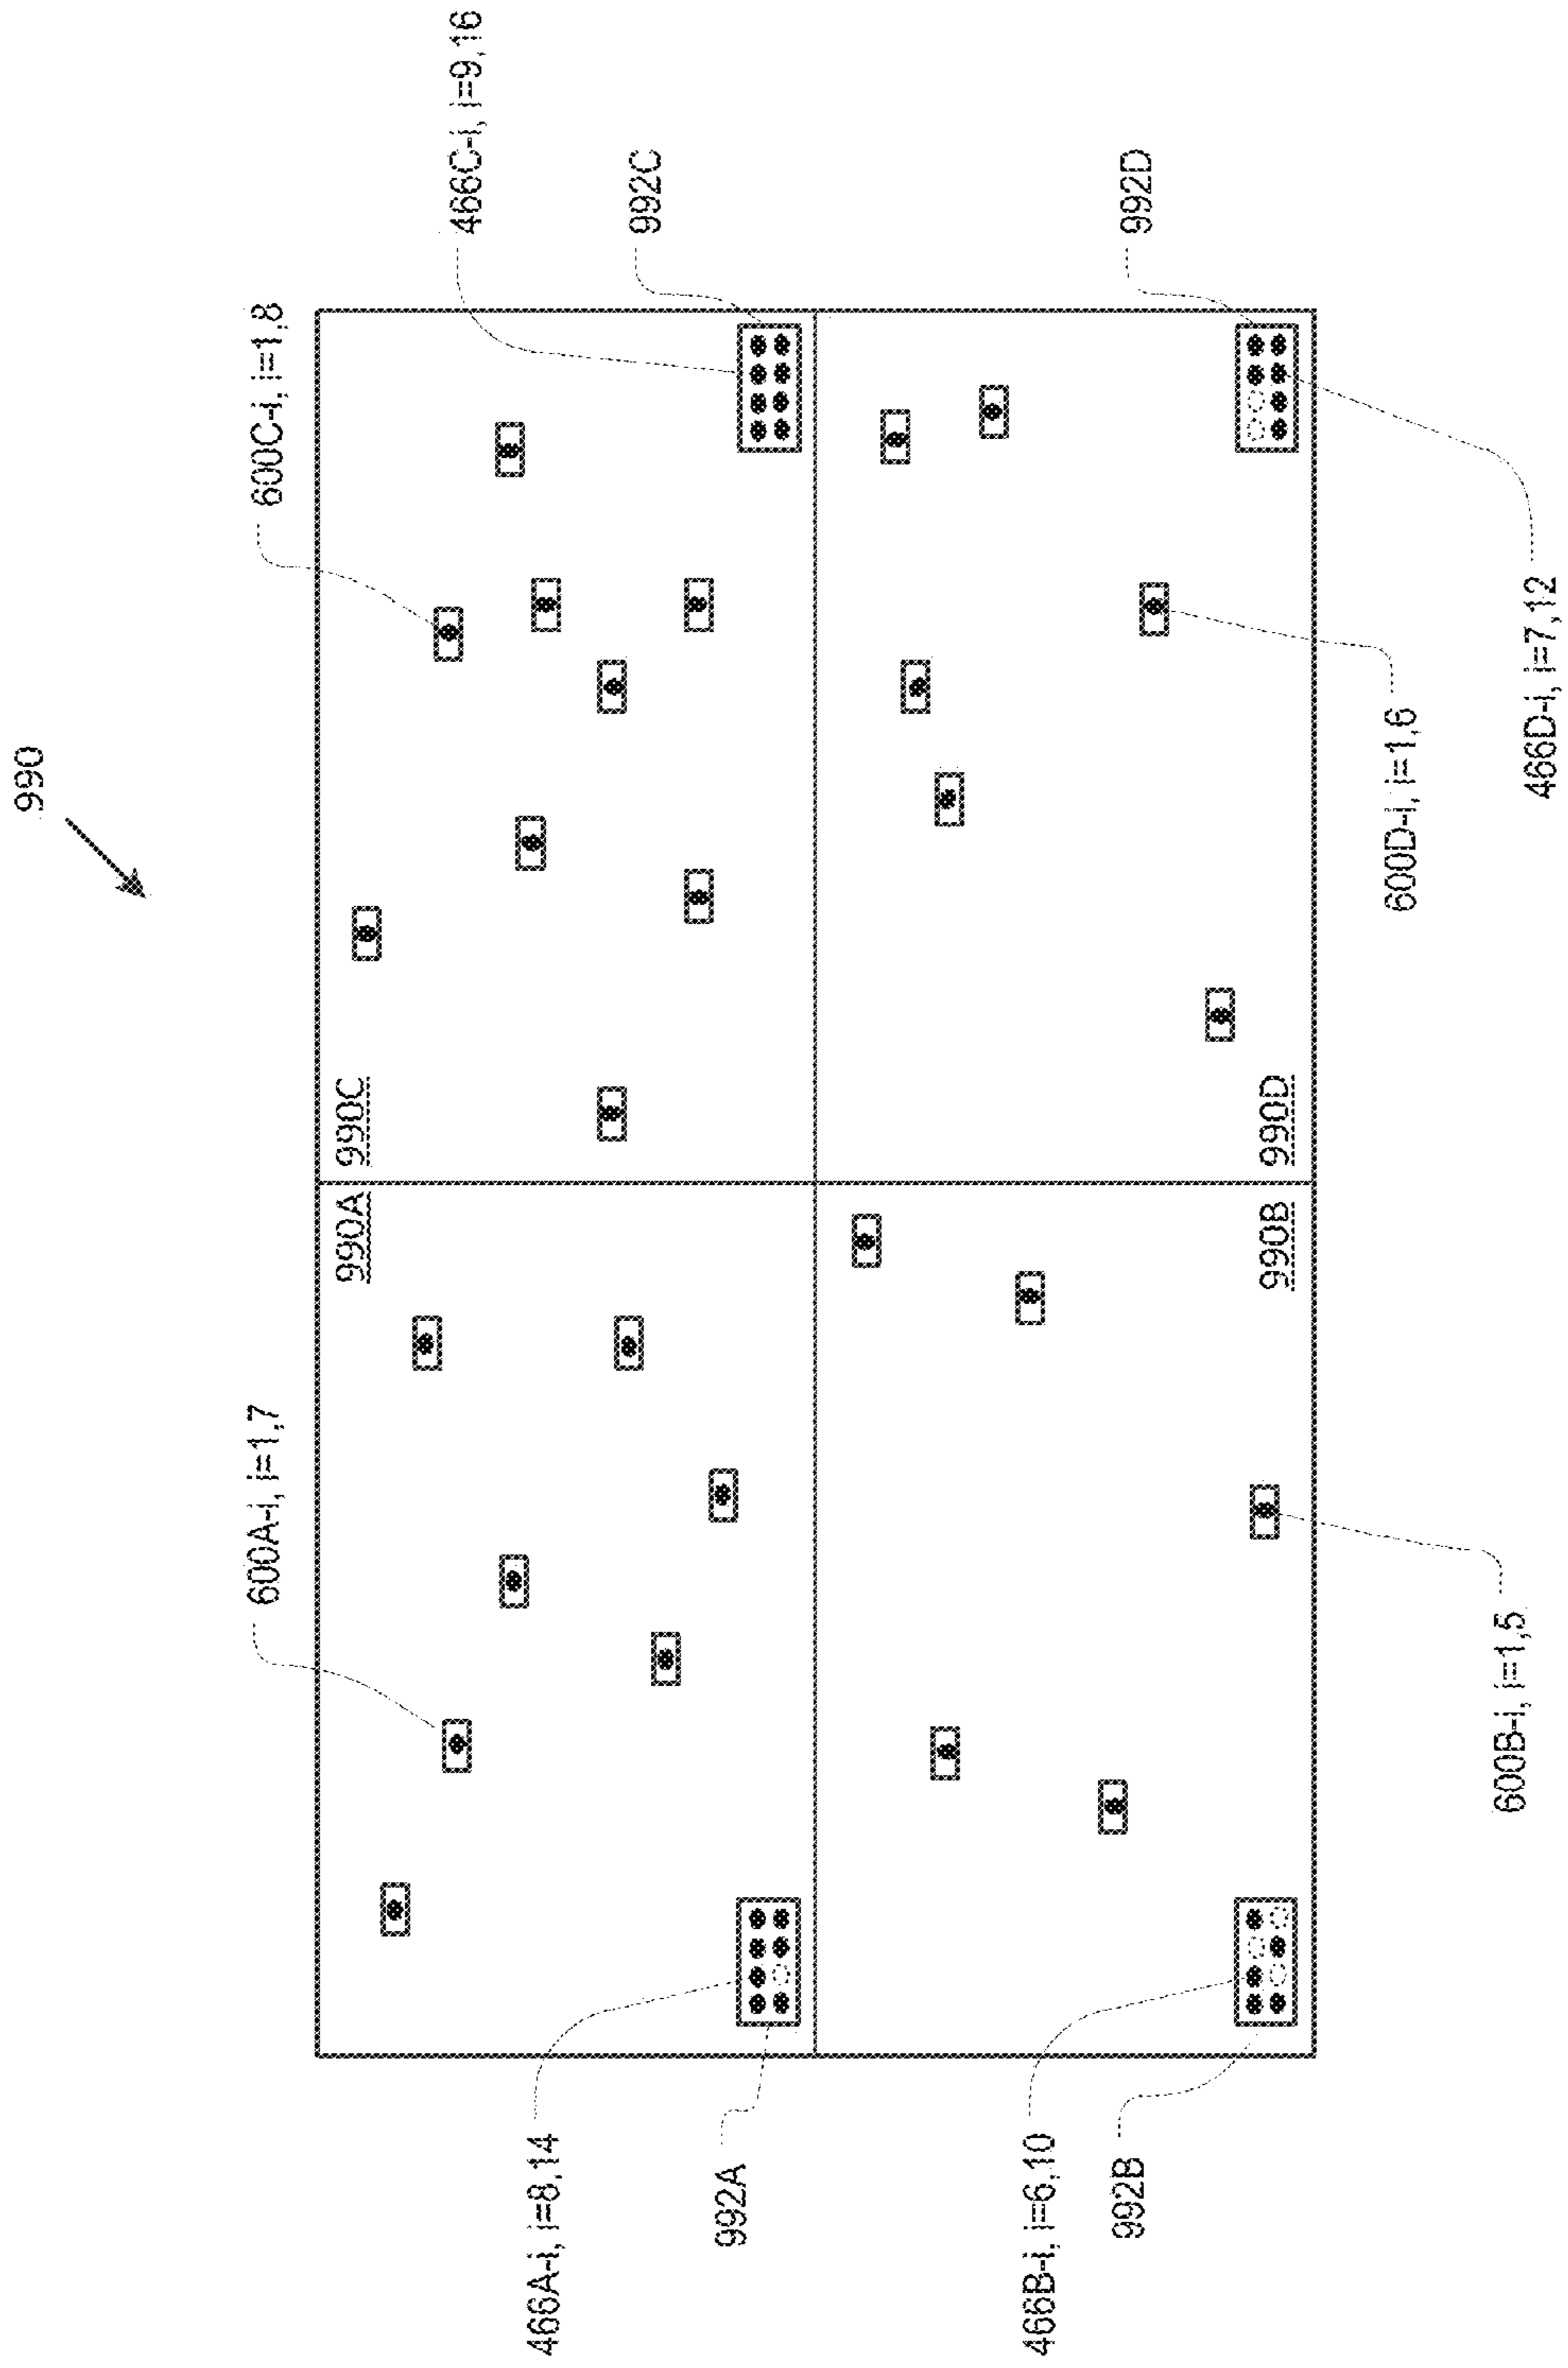 990
600A-i, i=1,7
600C-i, i=1,8
466C-i, i=9,16
992C
990A
990C
466A-i, i=8,14
992A
992D
466B-i, i=6,10
992B
990B
990D
600B-i, i=1,5
600D-i, i=1,6
466D-i, i=7,12